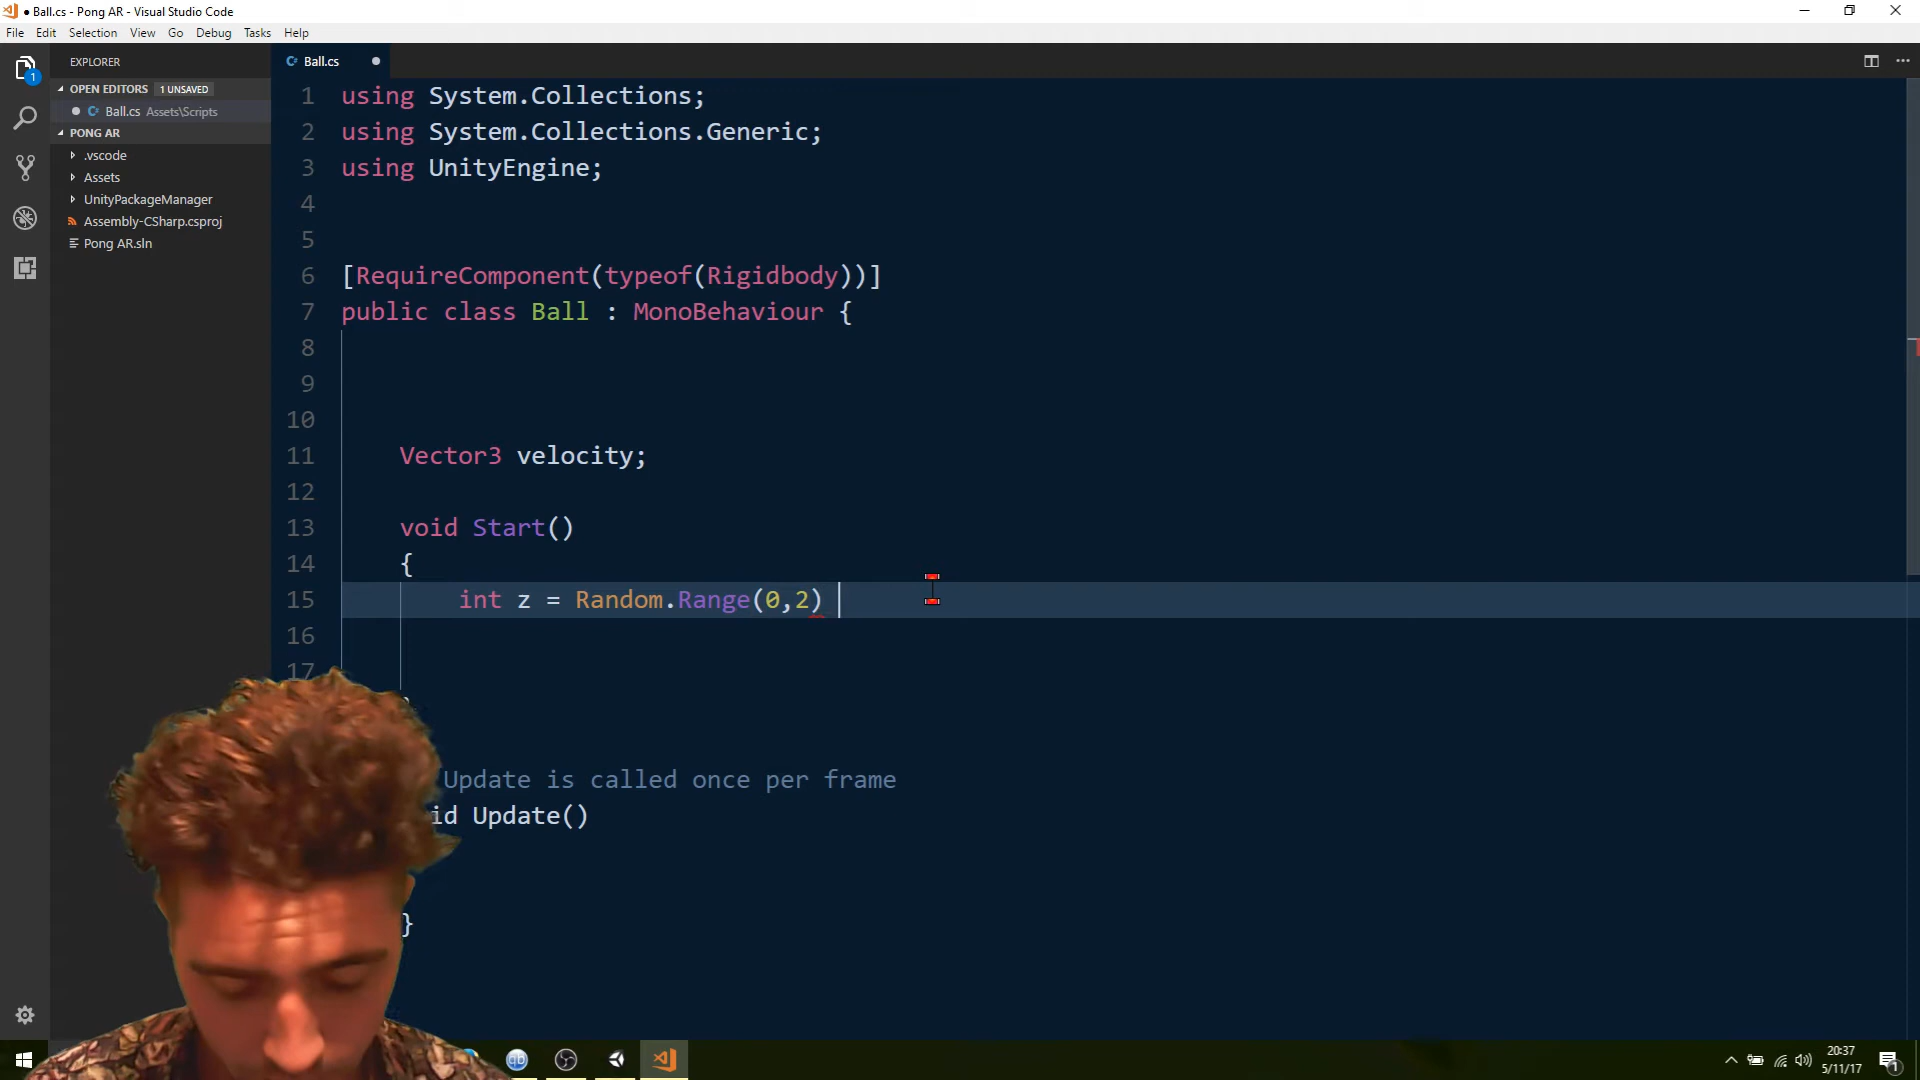 ● Ball.cs - Pong AR - Visual Studio Code
File Edit Selection View Go Debug Tasks Help
EXPLORER
OPEN EDITORS 1 UNSAVED
Ball.cs Assets\Scripts
PONG AR
.vscode
Assets
UnityPackageManager
Assembly-CSharp.csproj
Pong AR.sln
1
Ball.cs
1 using System.Collections;
2 using System.Collections.Generic;
3 using UnityEngine;
4
5
6 [RequireComponent(typeof(Rigidbody))]
7 public class Ball : MonoBehaviour {
8
9
10
11 Vector3 velocity;
12
13 void Start()
14 {
15 int z = Random.Range(0,2)
16
17
Update is called once per frame
id Update()
}
qb
20:37
5/11/17
1